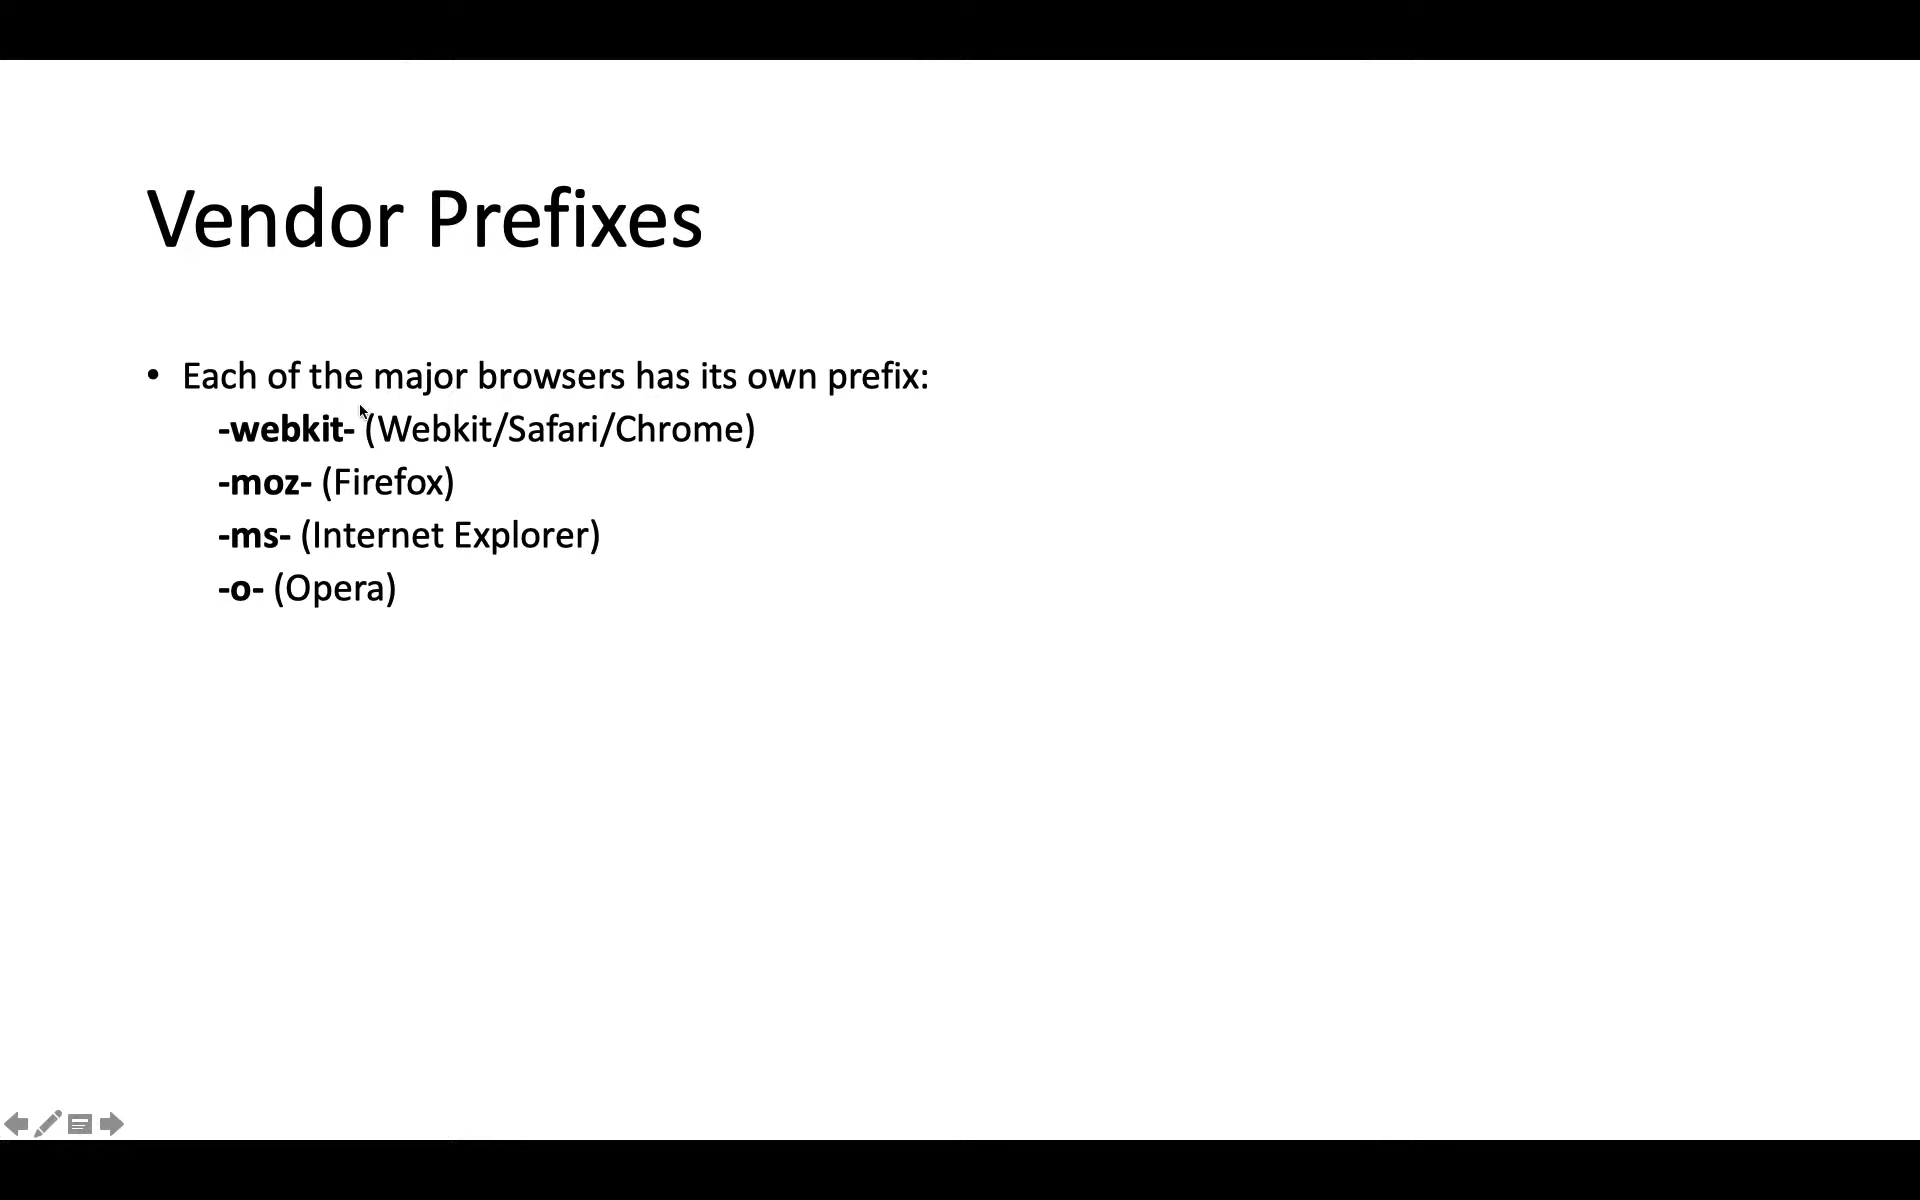 Vendor Prefixes
• Each of the major browsers has its own prefix:
-webkit- (Webkit/Safari/Chrome)
-moz- (Firefox)
-ms- (Internet Explorer)
-o- (Opera)